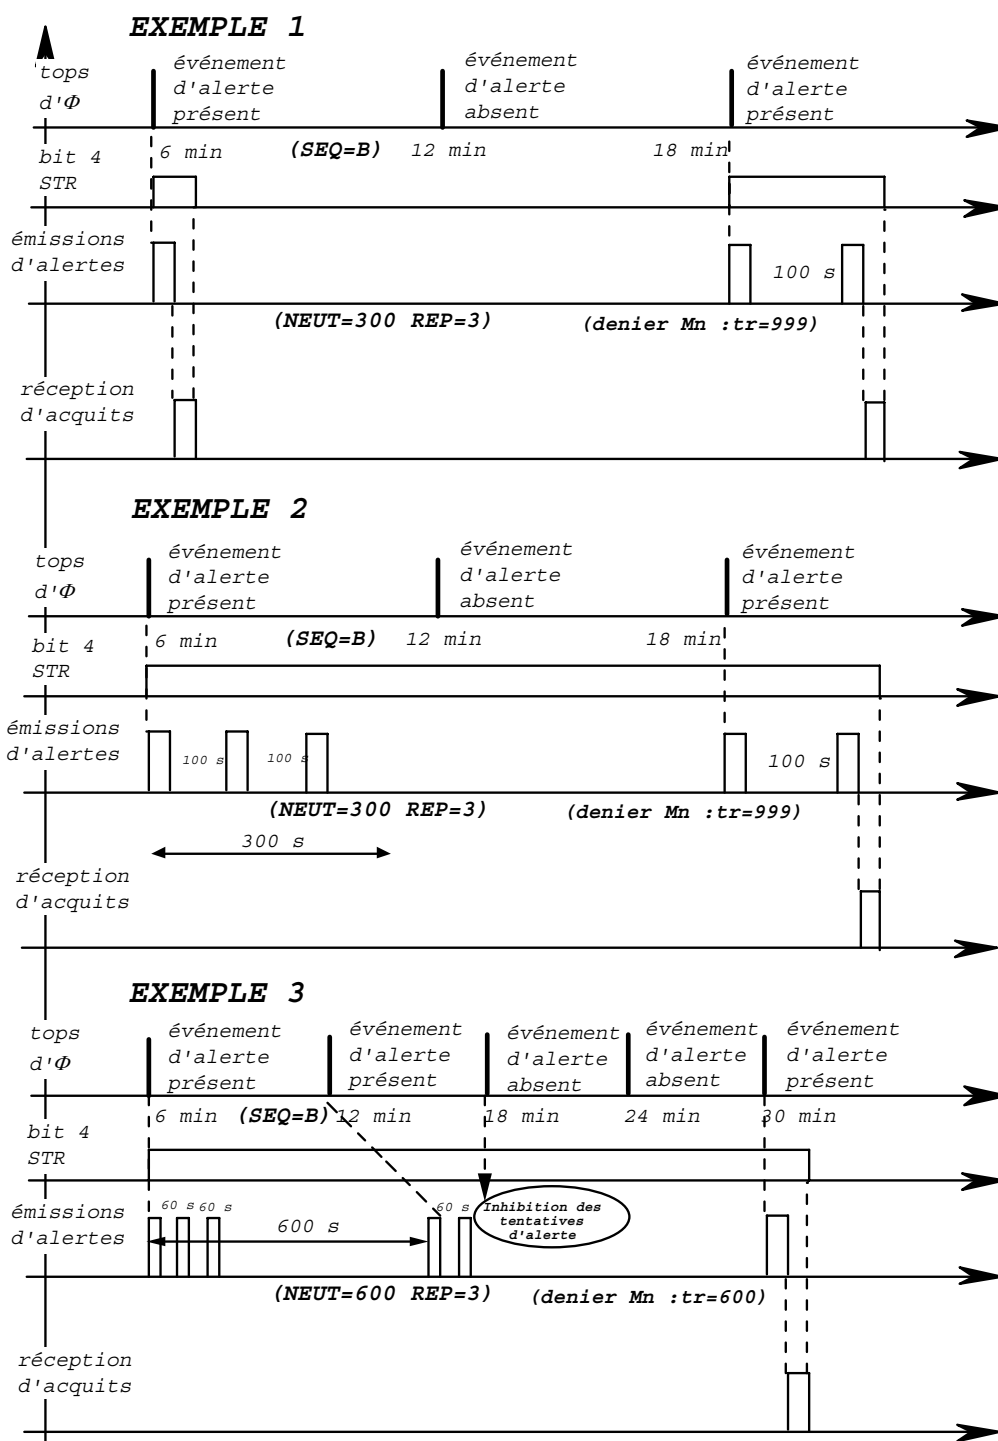 EXEMPLE 1
tops
d'Φ
événement
d'alerte
présent
événement
d'alerte
absent
événement
d'alerte
présent
6 min
(SEQ=B)
12 min
18 min
bit 4
STR
émissions
d'alertes
100 s
(NEUT=300 REP=3)
(denier Mn :tr=999)
réception
d'acquits
EXEMPLE 2
tops
d'Φ
événement
d'alerte
présent
événement
d'alerte
absent
événement
d'alerte
présent
6 min
(SEQ=B)
12 min
18 min
bit 4
STR
émissions
d'alertes
100 s
100 s
100 s
(NEUT=300 REP=3)
(denier Mn :tr=999)
300 s
réception
d'acquits
EXEMPLE 3
tops
d'Φ
événement
d'alerte
présent
événement
d'alerte
présent
événement
d'alerte
absent
événement
d'alerte
absent
événement
d'alerte
présent
6 min
(SEQ=B)
12 min
18 min
24 min
30 min
bit 4
STR
émissions
d'alertes
60 s
60 s
600 s
60 s
Inhibition des
tentatives
d'alerte
(NEUT=600 REP=3)
(denier Mn :tr=600)
réception
d'acquits